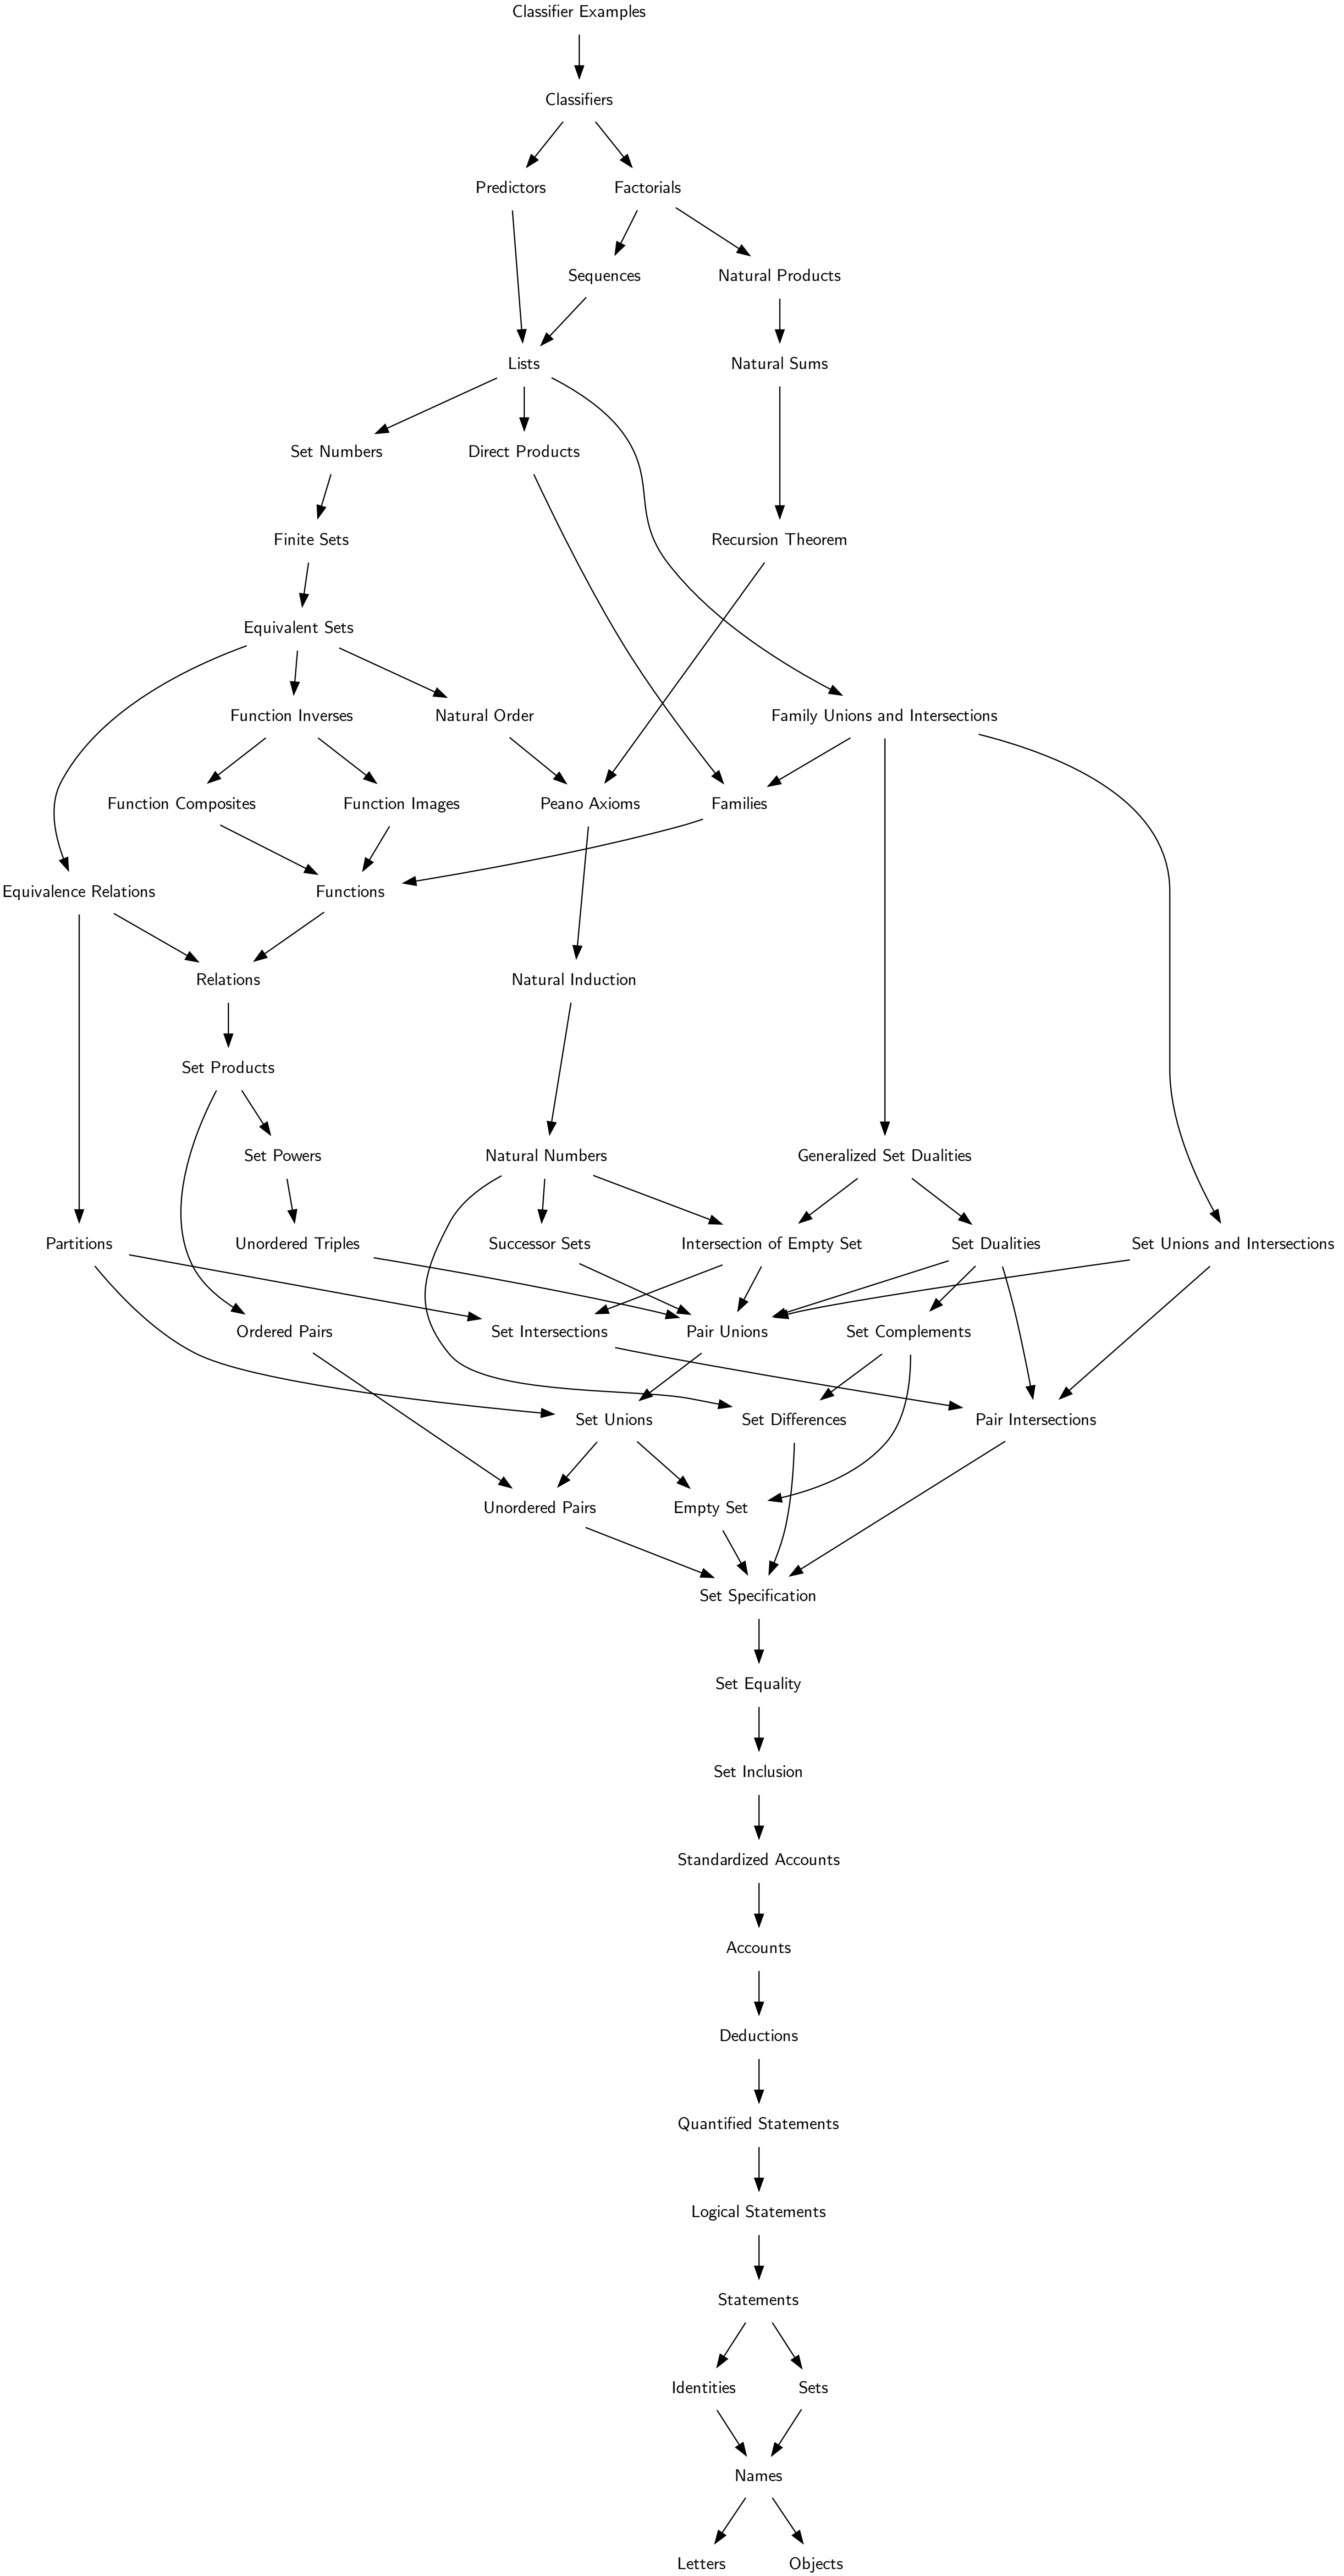 Classifier Examples
Classifiers
Predictors
Factorials
Sequences
Natural Products
Lists
Natural Sums
Set Numbers
Direct Products
Finite Sets
Recursion Theorem
Equivalent Sets
Function Inverses
Natural Order
Family Unions and Intersections
Function Composites
Function Images
Peano Axioms
Families
Equivalence Relations
Functions
Relations
Natural Induction
Set Products
Set Powers
Natural Numbers
Generalized Set Dualities
Partitions
Unordered Triples
Successor Sets
Intersection of Empty Set
Set Dualities
Set Unions and Intersections
Ordered Pairs
Set Intersections
Pair Unions
Set Complements
Set Unions
Set Differences
Pair Intersections
Unordered Pairs
Empty Set
Set Specification
Set Equality
Set Inclusion
Standardized Accounts
Accounts
Deductions
Quantified Statements
Logical Statements
Statements
Identities
Sets
Names
Letters
Objects